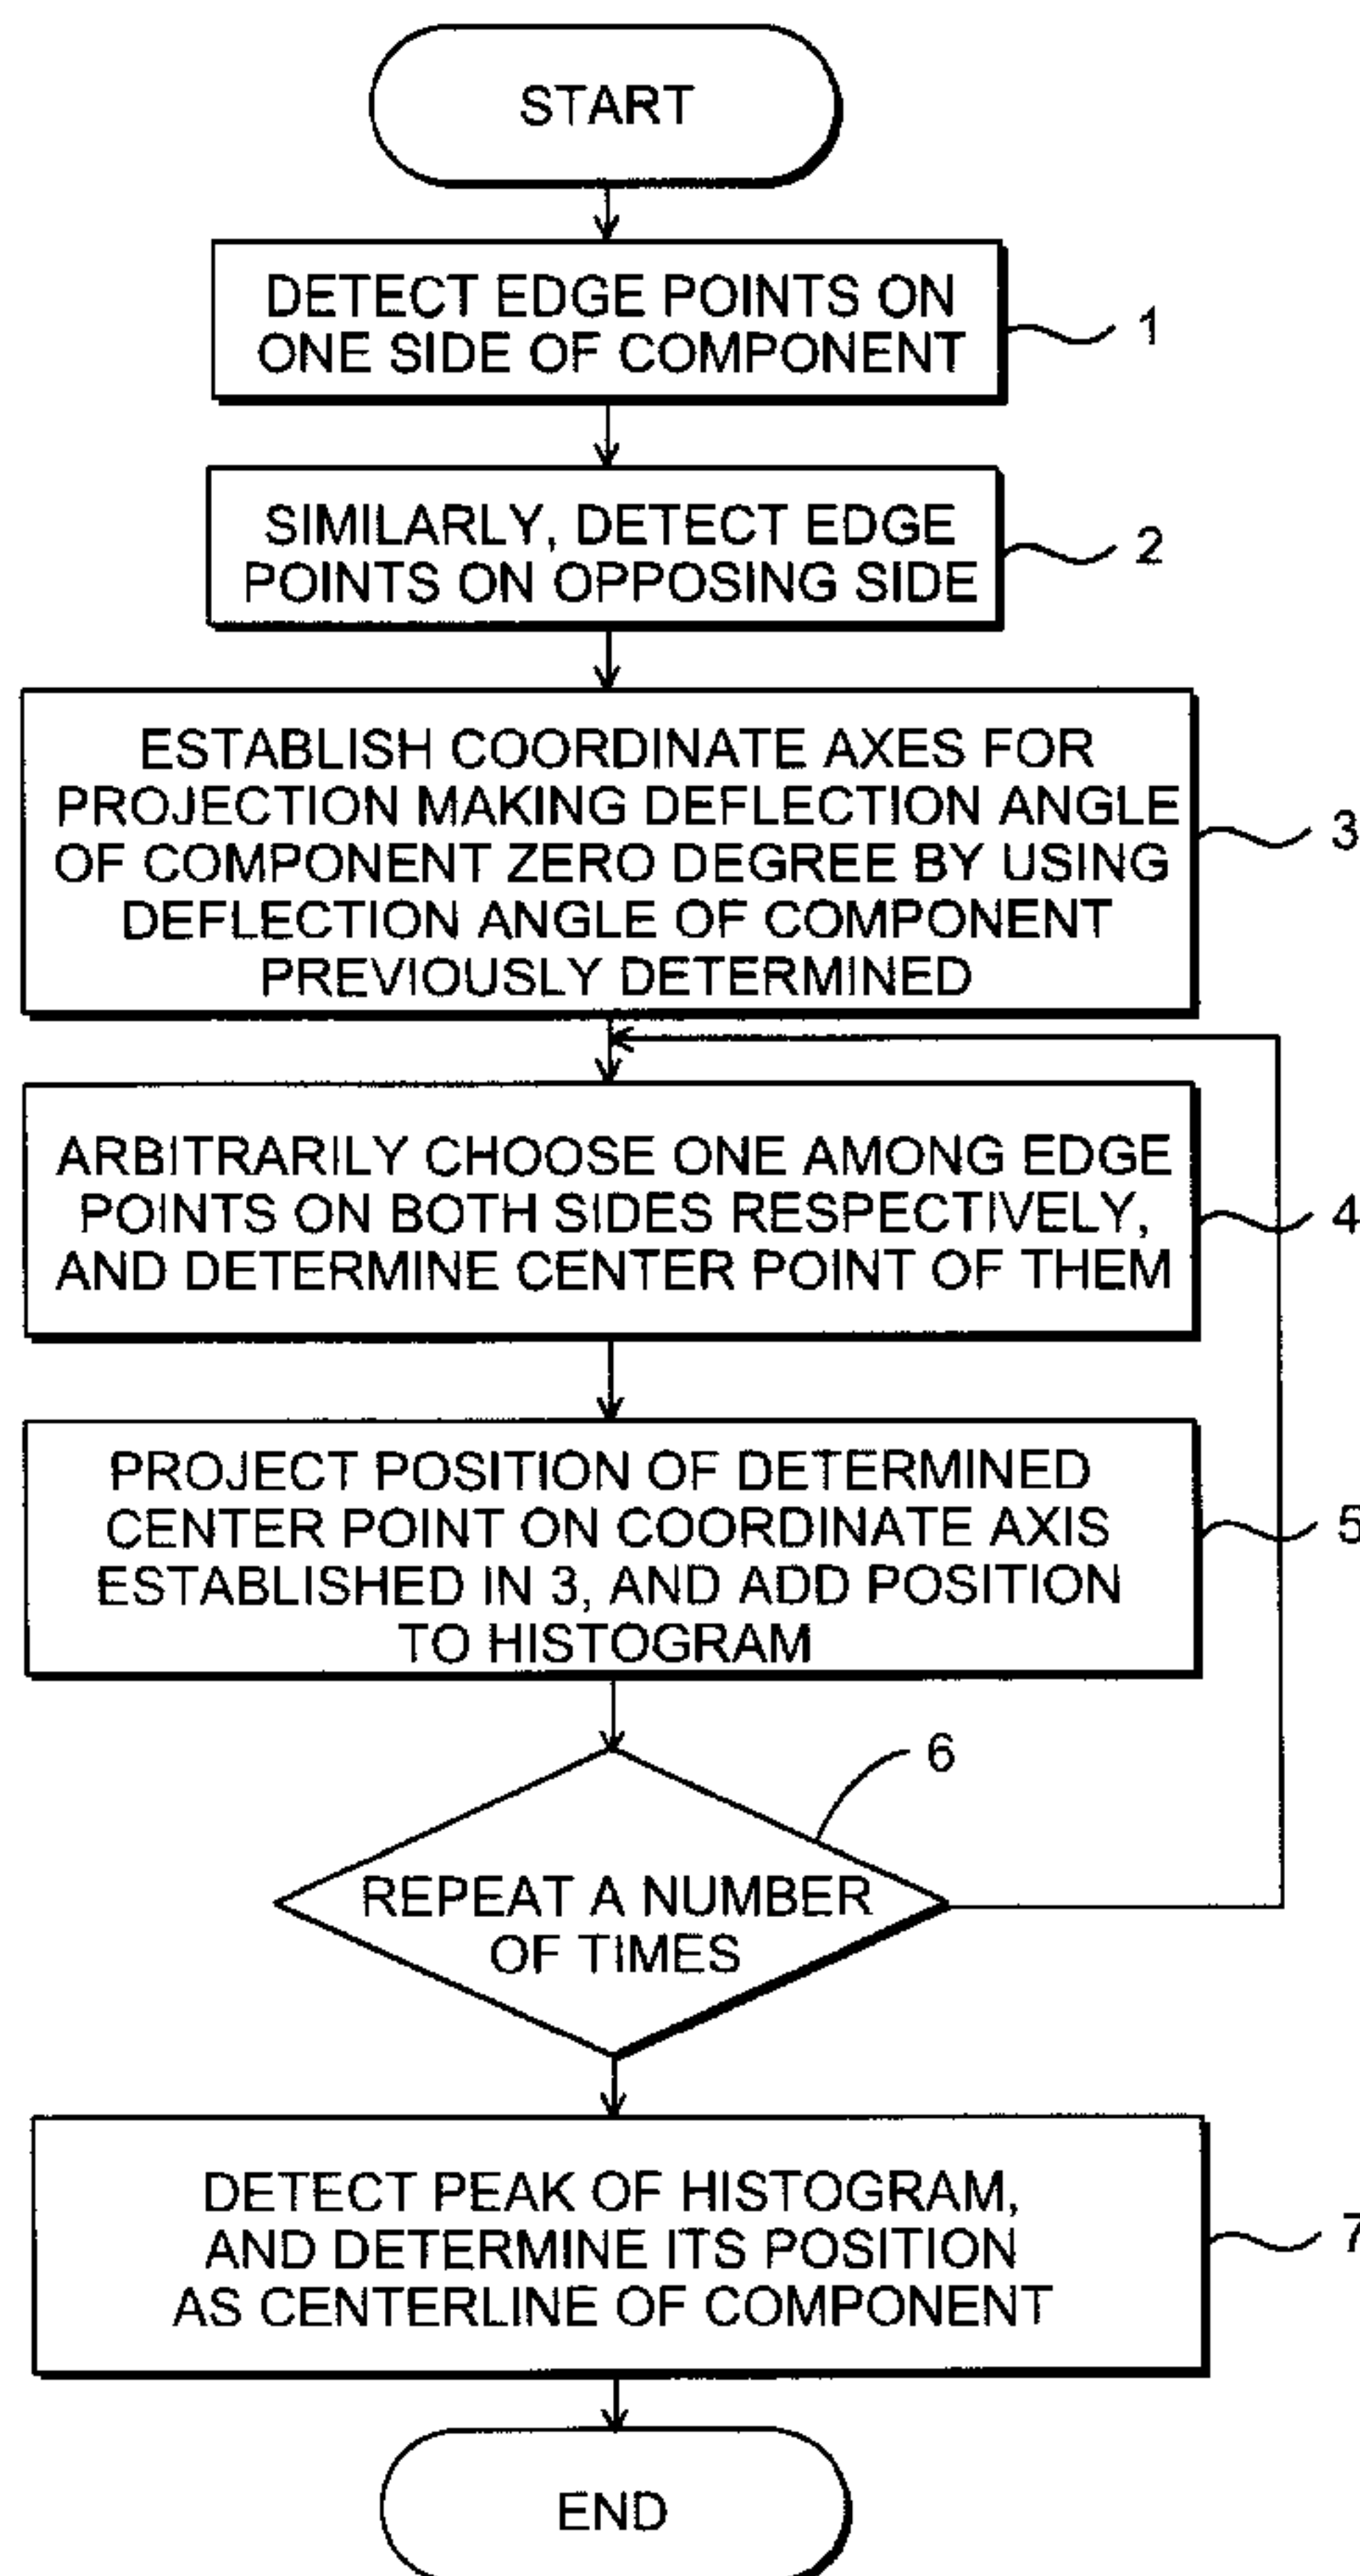 START
DETECT EDGE POINTS ON
ONE SIDE OF COMPONENT
1
SIMILARLY, DETECT EDGE
POINTS ON OPPOSING SIDE
2
ESTABLISH COORDINATE AXES FOR
PROJECTION MAKING DEFLECTION ANGLE
OF COMPONENT ZERO DEGREE BY USING
DEFLECTION ANGLE OF COMPONENT
PREVIOUSLY DETERMINED
3
ARBITRARILY CHOOSE ONE AMONG EDGE
POINTS ON BOTH SIDES RESPECTIVELY,
AND DETERMINE CENTER POINT OF THEM
4
PROJECT POSITION OF DETERMINED
CENTER POINT ON COORDINATE AXIS
ESTABLISHED IN 3, AND ADD POSITION
TO HISTOGRAM
5
6
REPEAT A NUMBER
OF TIMES
DETECT PEAK OF HISTOGRAM,
AND DETERMINE ITS POSITION
AS CENTERLINE OF COMPONENT
7
END